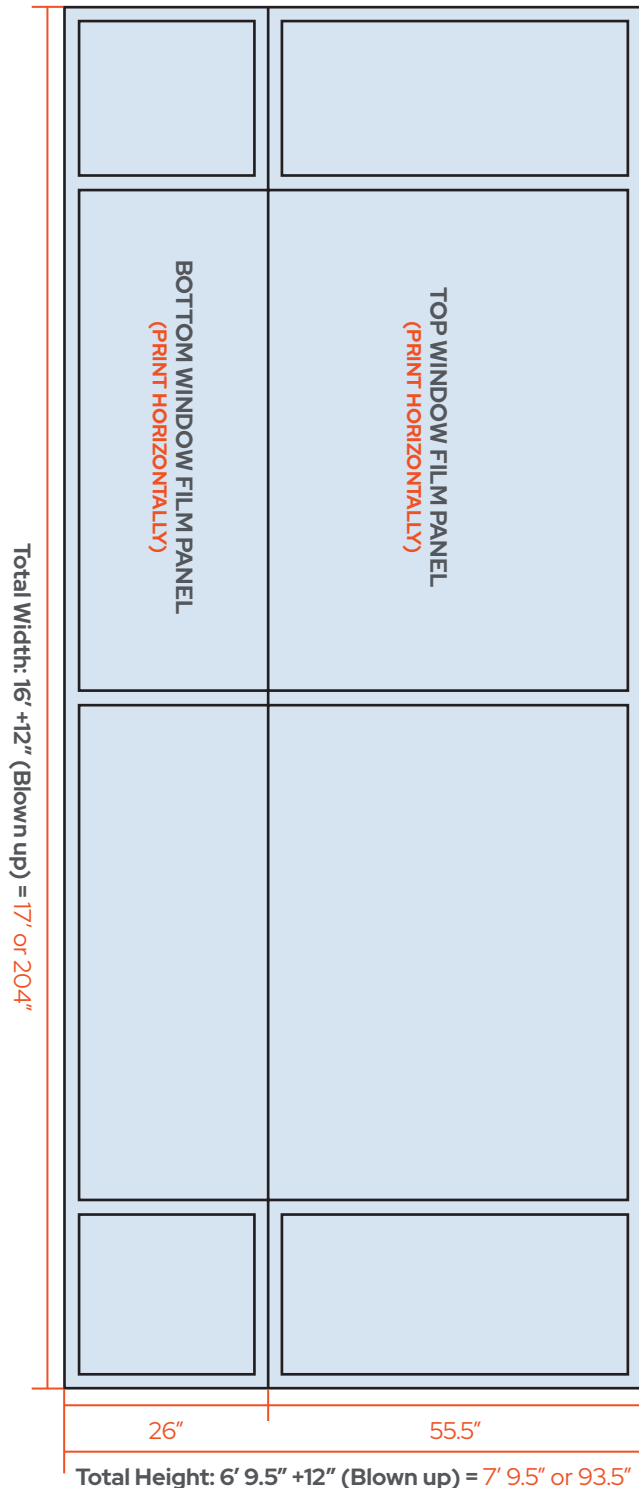 TOP WINDOW FILM PANEL
(PRINT HORIZONTALLY)
BOTTOM WINDOW FILM PANEL
(PRINT HORIZONTALLY)
Total Width: 16’ +12” (Blown up) = 17’ or 204”
26”
55.5”
Total Height: 6’ 9.5” +12” (Blown up) = 7’ 9.5” or 93.5”